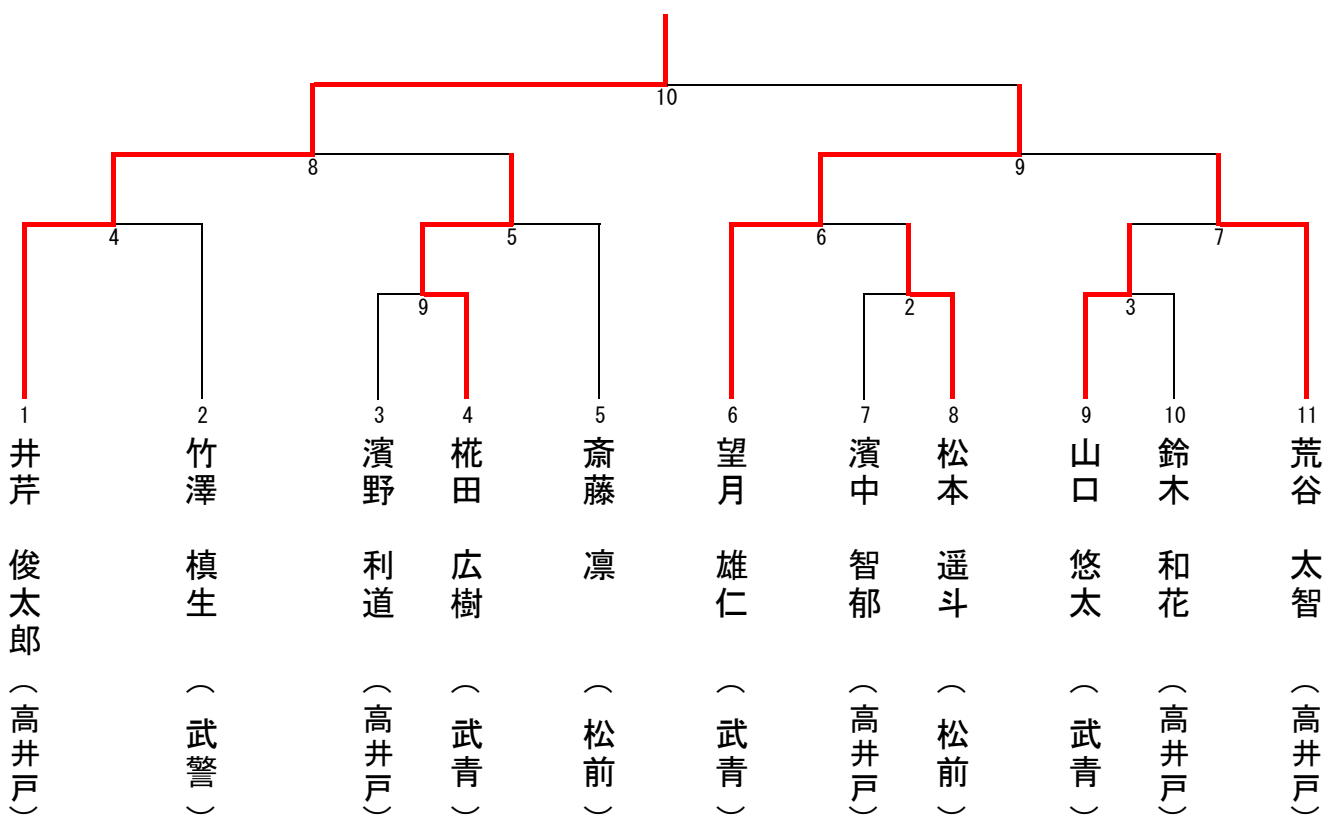 10
8
9
4
5
6
7
9
2
3
1
2
3
4
5
6
7
8
9
10
11
井芹 俊太郎 （高井戸）
竹澤 槙生 （武警）
濱野 利道 （高井戸）
椛田 広樹 （武青）
斎藤 凛 （松前）
望月 雄仁 （武青）
濱中 智郁 （高井戸）
松本 遥斗 （松前）
山口 悠太 （武青）
鈴木 和花 （高井戸）
荒谷 太智 （高井戸）